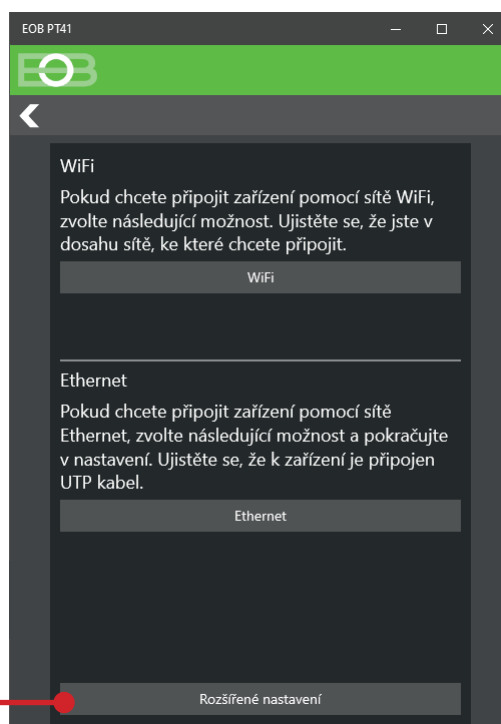 EOB PT41
EOB
WiFi
Pokud chcete připojit zařízení pomocí sítě WiFi,
zvolte následující možnost. Ujistěte se, že jste v
dosahu sítě, ke které chcete připojit.
WiFi
Ethernet
Pokud chcete připojit zařízení pomocí sítě
Ethernet, zvolte následující možnost a pokračujte
v nastavení. Ujistěte se, že k zařízení je připojen
UTP kabel.
Ethernet
Rozšířené nastavení